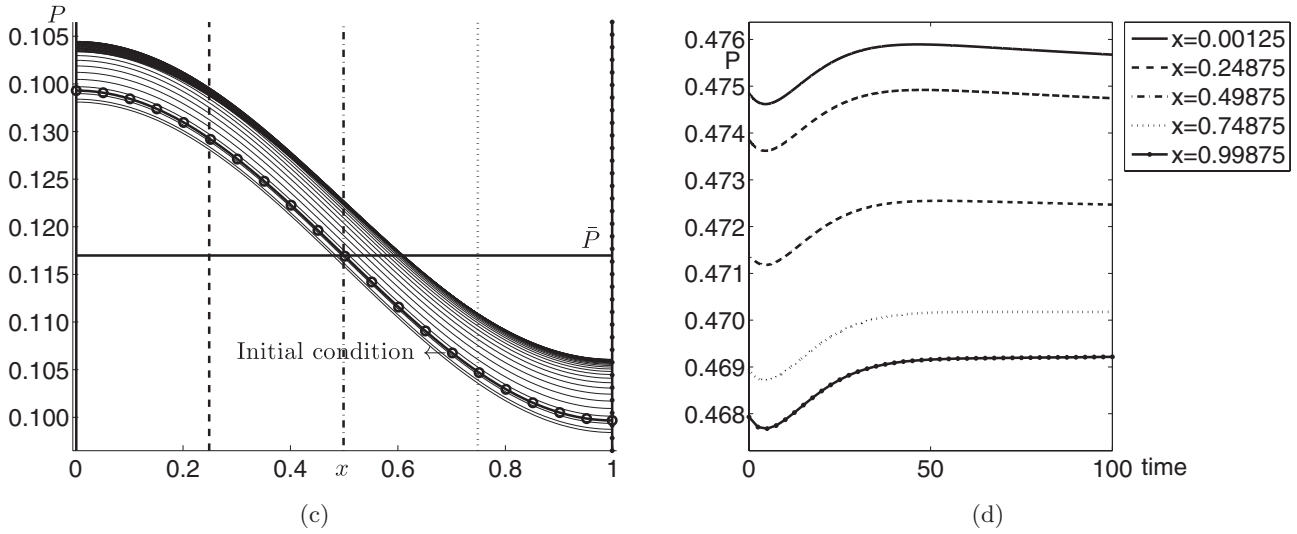 P
0.105
0.100
0.130
0.125
0.120
P̄
0.115
0.110
Initial condition ←
0.105
0.100
0 0.2 0.4 x 0.6 0.8 1
(c)
0.476
P
0.475
0.474
0.473
0.472
0.471
0.470
0.469
0.468
0 50 100 time
x=0.00125
x=0.24875
x=0.49875
x=0.74875
x=0.99875
(d)